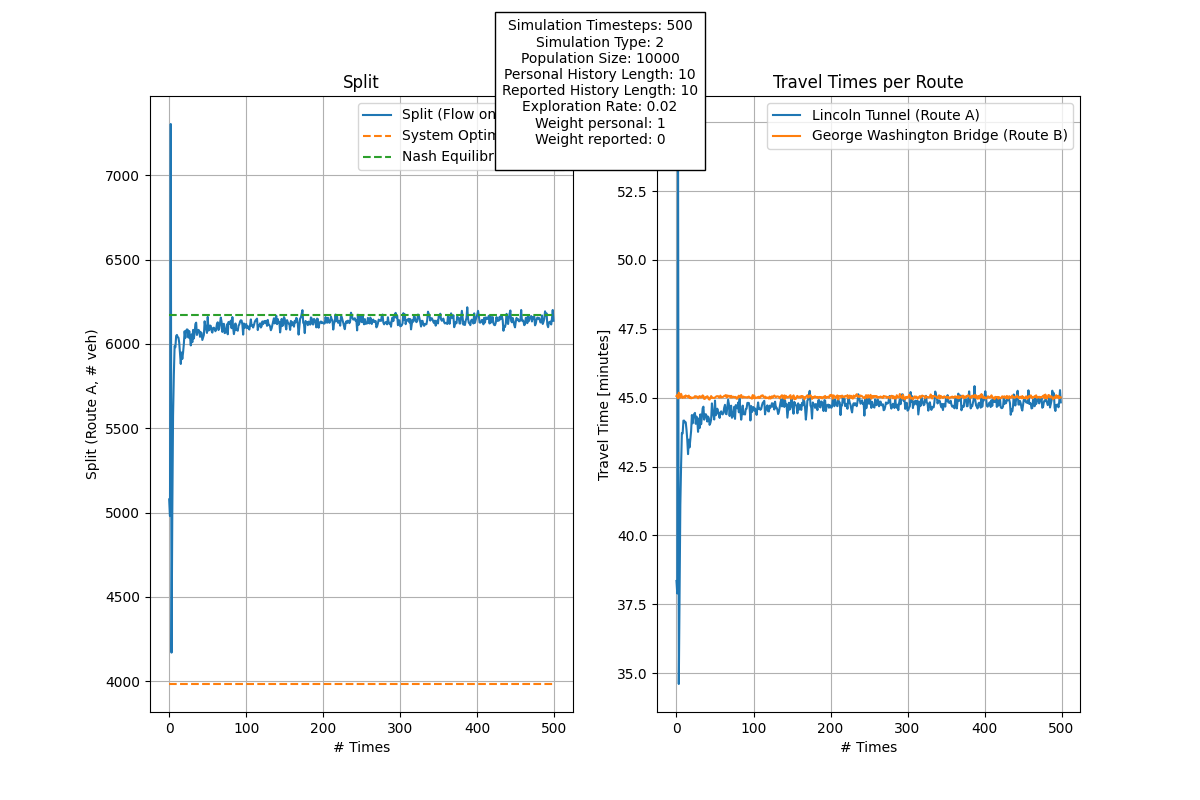 Simulation Timesteps: 500
Simulation Type: 2
Population Size: 10000
Personal History Length: 10
Reported History Length: 10
Exploration Rate: 0.02
Weight personal: 1
Weight reported: 0
Split
Split (Flow on
System Optim
Nash Equilibr
7000
6500
6000
5500
5000
4500
4000
Split (Route A, # veh)
0 100 200 300 400 500
# Times
Travel Times per Route
Lincoln Tunnel (Route A)
George Washington Bridge (Route B)
52.5
50.0
47.5
45.0
42.5
40.0
37.5
35.0
Travel Time [minutes]
0 100 200 300 400 500
# Times